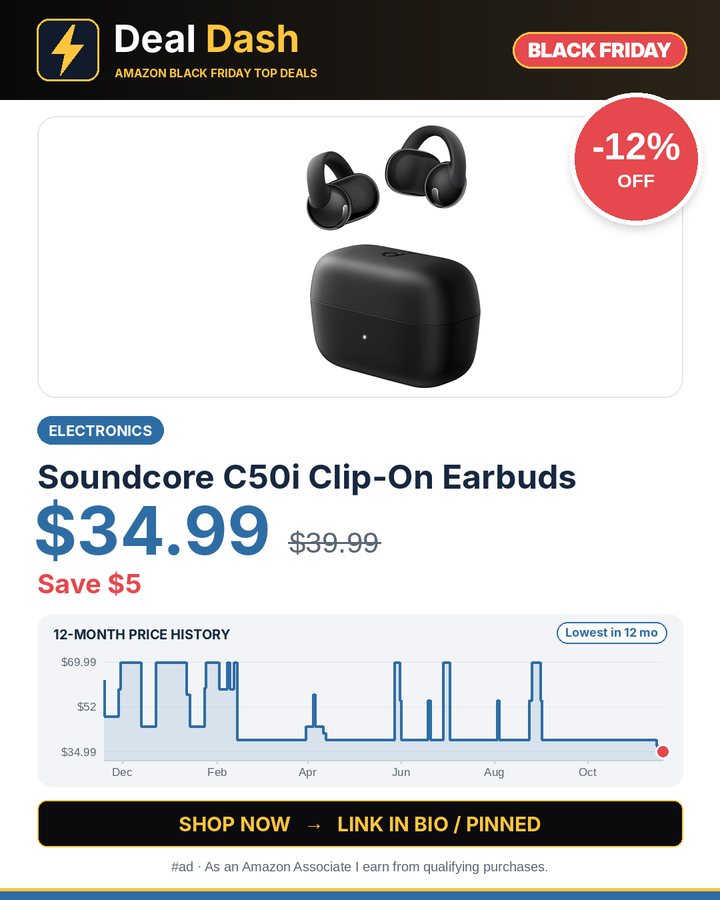 Deal Dash
AMAZON BLACK FRIDAY TOP DEALS
BLACK FRIDAY
-12%
OFF
ELECTRONICS
Soundcore C50i Clip-On Earbuds
$34.99 $39.99
Save $5
12-MONTH PRICE HISTORY
Lowest in 12 mo
$69.99
$52
$34.99
Dec Feb Apr Jun Aug Oct
SHOP NOW → LINK IN BIO / PINNED
#ad · As an Amazon Associate I earn from qualifying purchases.